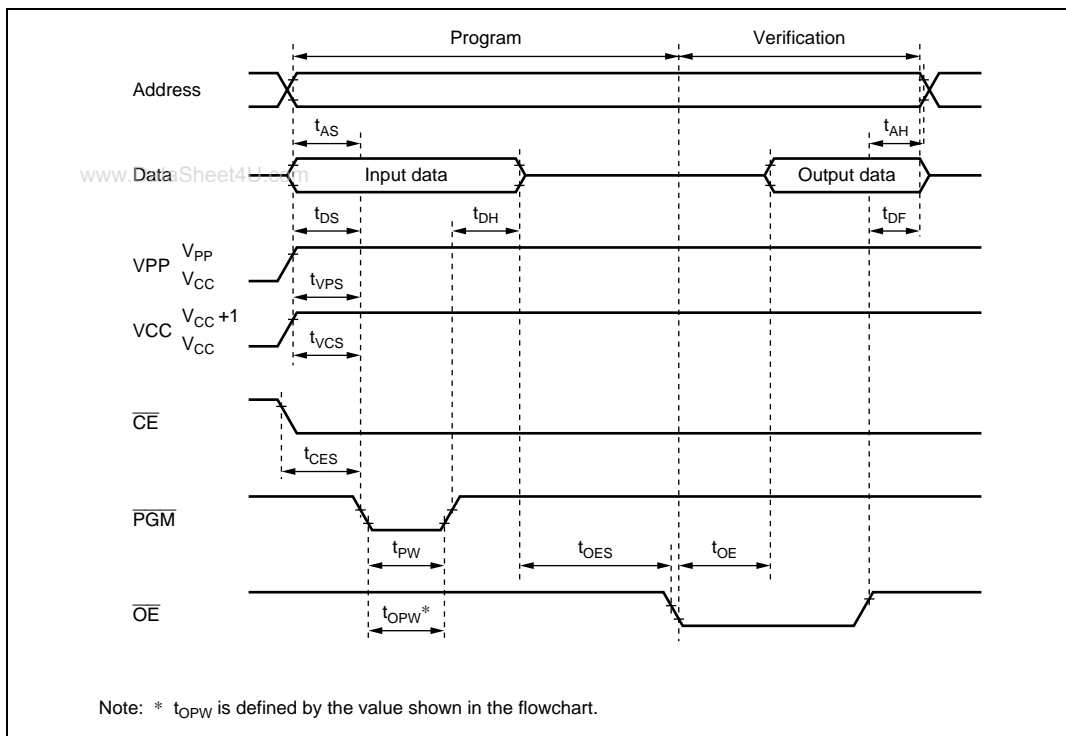 Program Verification
Address
tAS tAH
www.DataSheet4U.com
Data Input data Output data
tDS tDH tDF
VPP VPP
VCC
tVPS
VCC VCC +1
VCC
tVCS
CE
tCES
PGM
tPW tOES tOE
OE
tOPW*
Note: * tOPW is defined by the value shown in the flowchart.